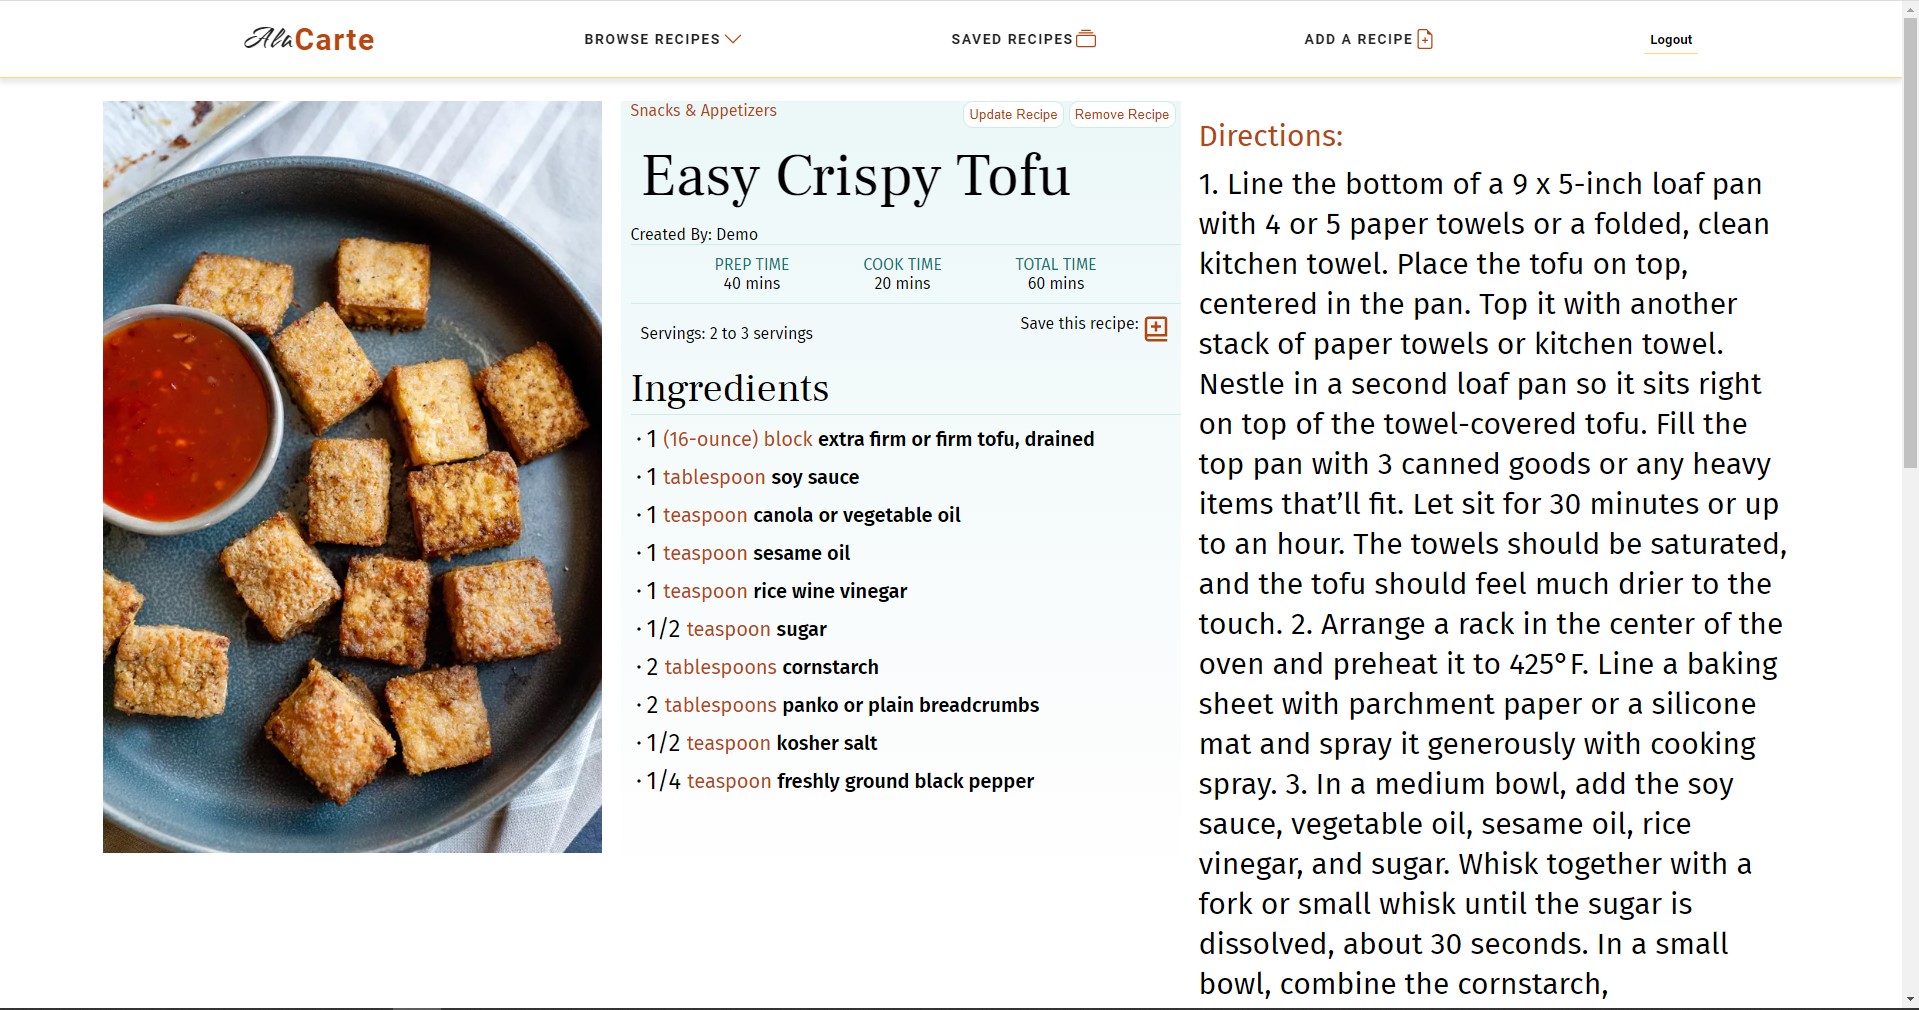 AlaCarte
BROWSE RECIPES
SAVED RECIPES
ADD A RECIPE
Logout
Snacks & Appetizers
Update Recipe
Remove Recipe
Easy Crispy Tofu
Created By: Demo
PREP TIME
40 mins
COOK TIME
20 mins
TOTAL TIME
60 mins
Servings: 2 to 3 servings
Save this recipe:
Ingredients
· 1 (16-ounce) block extra firm or firm tofu, drained
· 1 tablespoon soy sauce
· 1 teaspoon canola or vegetable oil
· 1 teaspoon sesame oil
· 1 teaspoon rice wine vinegar
· 1/2 teaspoon sugar
· 2 tablespoons cornstarch
· 2 tablespoons panko or plain breadcrumbs
· 1/2 teaspoon kosher salt
· 1/4 teaspoon freshly ground black pepper
Directions:
1. Line the bottom of a 9 x 5-inch loaf pan
with 4 or 5 paper towels or a folded, clean
kitchen towel. Place the tofu on top,
centered in the pan. Top it with another
stack of paper towels or kitchen towel.
Nestle in a second loaf pan so it sits right
on top of the towel-covered tofu. Fill the
top pan with 3 canned goods or any heavy
items that’ll fit. Let sit for 30 minutes or up
to an hour. The towels should be saturated,
and the tofu should feel much drier to the
touch. 2. Arrange a rack in the center of the
oven and preheat it to 425°F. Line a baking
sheet with parchment paper or a silicone
mat and spray it generously with cooking
spray. 3. In a medium bowl, add the soy
sauce, vegetable oil, sesame oil, rice
vinegar, and sugar. Whisk together with a
fork or small whisk until the sugar is
dissolved, about 30 seconds. In a small
bowl, combine the cornstarch,